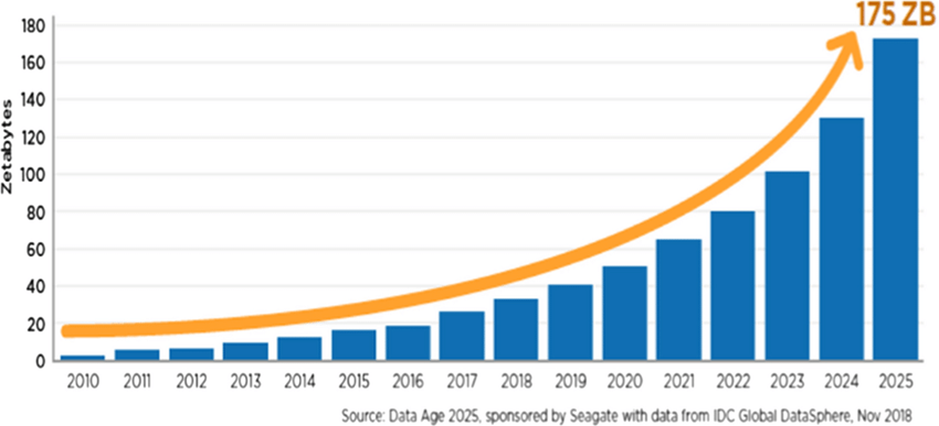 175 ZB
Zetabytes
180
160
140
120
100
80
60
40
20
0
2010 2011 2012 2013 2014 2015 2016 2017 2018 2019 2020 2021 2022 2023 2024 2025
Source: Data Age 2025, sponsored by Seagate with data from IDC Global DataSphere, Nov 2018